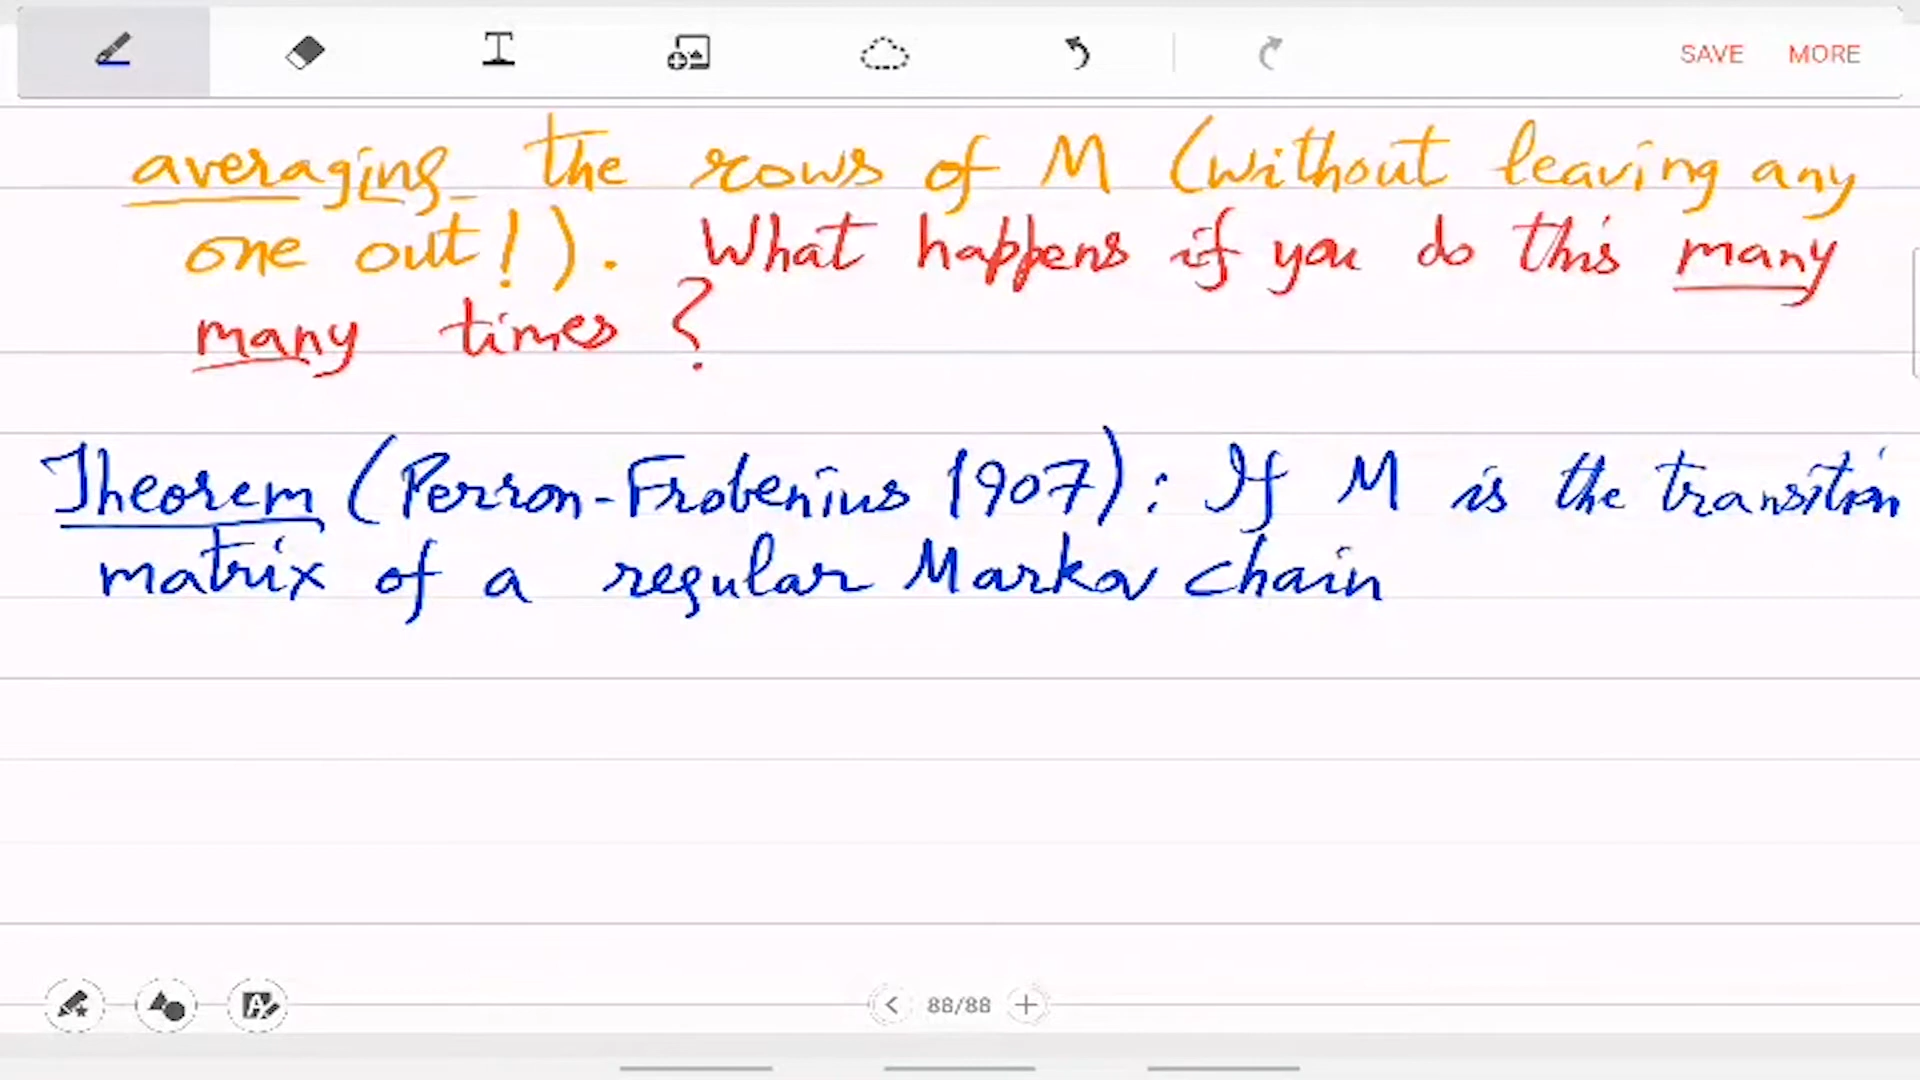 SAVE MORE
averaging the rows of M (without leaving any
one out!). What happens if you do this many
many times?
Theorem (Perron-Frobenius 1907): If M is the transition
matrix of a regular Markov chain
88/88